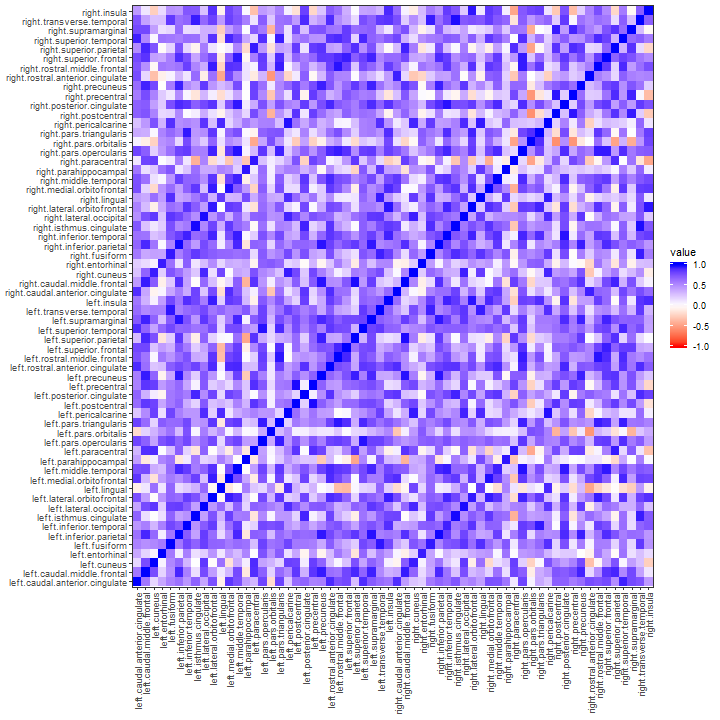 right.insula
right.transverse.temporal
right.supramarginal
right.superior.temporal
right.superior.parietal
right.superior.frontal
right.rostral.middle.frontal
right.rostral.anterior.cingulate
right.precuneus
right.precentral
right.posterior.cingulate
right.postcentral
right.pericalcarine
right.pars.triangularis
right.pars.orbitalis
right.pars.opercularis
right.paracentral
right.parahippocampal
right.middle.temporal
right.medial.orbitofrontal
right.lingual
right.lateral.orbitofrontal
right.lateral.occipital
right.isthmus.cingulate
right.inferior.temporal
right.inferior.parietal
right.fusiform
right.entorhinal
right.cuneus
right.caudal.middle.frontal
right.caudal.anterior.cingulate
left.insula
left.transverse.temporal
left.supramarginal
left.superior.temporal
left.superior.parietal
left.superior.frontal
left.rostral.middle.frontal
left.rostral.anterior.cingulate
left.precuneus
left.precentral
left.posterior.cingulate
left.postcentral
left.pericalcarine
left.pars.triangularis
left.pars.orbitalis
left.pars.opercularis
left.paracentral
left.parahippocampal
left.middle.temporal
left.medial.orbitofrontal
left.lingual
left.lateral.orbitofrontal
left.lateral.occipital
left.isthmus.cingulate
left.inferior.temporal
left.inferior.parietal
left.fusiform
left.entorhinal
left.cuneus
left.caudal.middle.frontal
left.caudal.anterior.cingulate
left.caudal.anterior.cingulate
left.caudal.middle.frontal
left.cuneus
left.entorhinal
left.fusiform
left.inferior.parietal
left.inferior.temporal
left.isthmus.cingulate
left.lateral.occipital
left.lateral.orbitofrontal
left.lingual
left.medial.orbitofrontal
left.middle.temporal
left.parahippocampal
left.paracentral
left.pars.opercularis
left.pars.orbitalis
left.pars.triangularis
left.pericalcarine
left.postcentral
left.posterior.cingulate
left.precentral
left.precuneus
left.rostral.anterior.cingulate
left.rostral.middle.frontal
left.superior.frontal
left.superior.parietal
left.superior.temporal
left.supramarginal
left.transverse.temporal
left.insula
right.caudal.anterior.cingulate
right.caudal.middle.frontal
right.cuneus
right.entorhinal
right.fusiform
right.inferior.parietal
right.inferior.temporal
right.isthmus.cingulate
right.lateral.occipital
right.lateral.orbitofrontal
right.lingual
right.medial.orbitofrontal
right.middle.temporal
right.parahippocampal
right.paracentral
right.pars.opercularis
right.pars.orbitalis
right.pars.triangularis
right.pericalcarine
right.postcentral
right.posterior.cingulate
right.precentral
right.precuneus
right.rostral.anterior.cingulate
right.rostral.middle.frontal
right.superior.frontal
right.superior.parietal
right.superior.temporal
right.supramarginal
right.transverse.temporal
right.insula
value
1.0
0.5
0.0
-0.5
-1.0